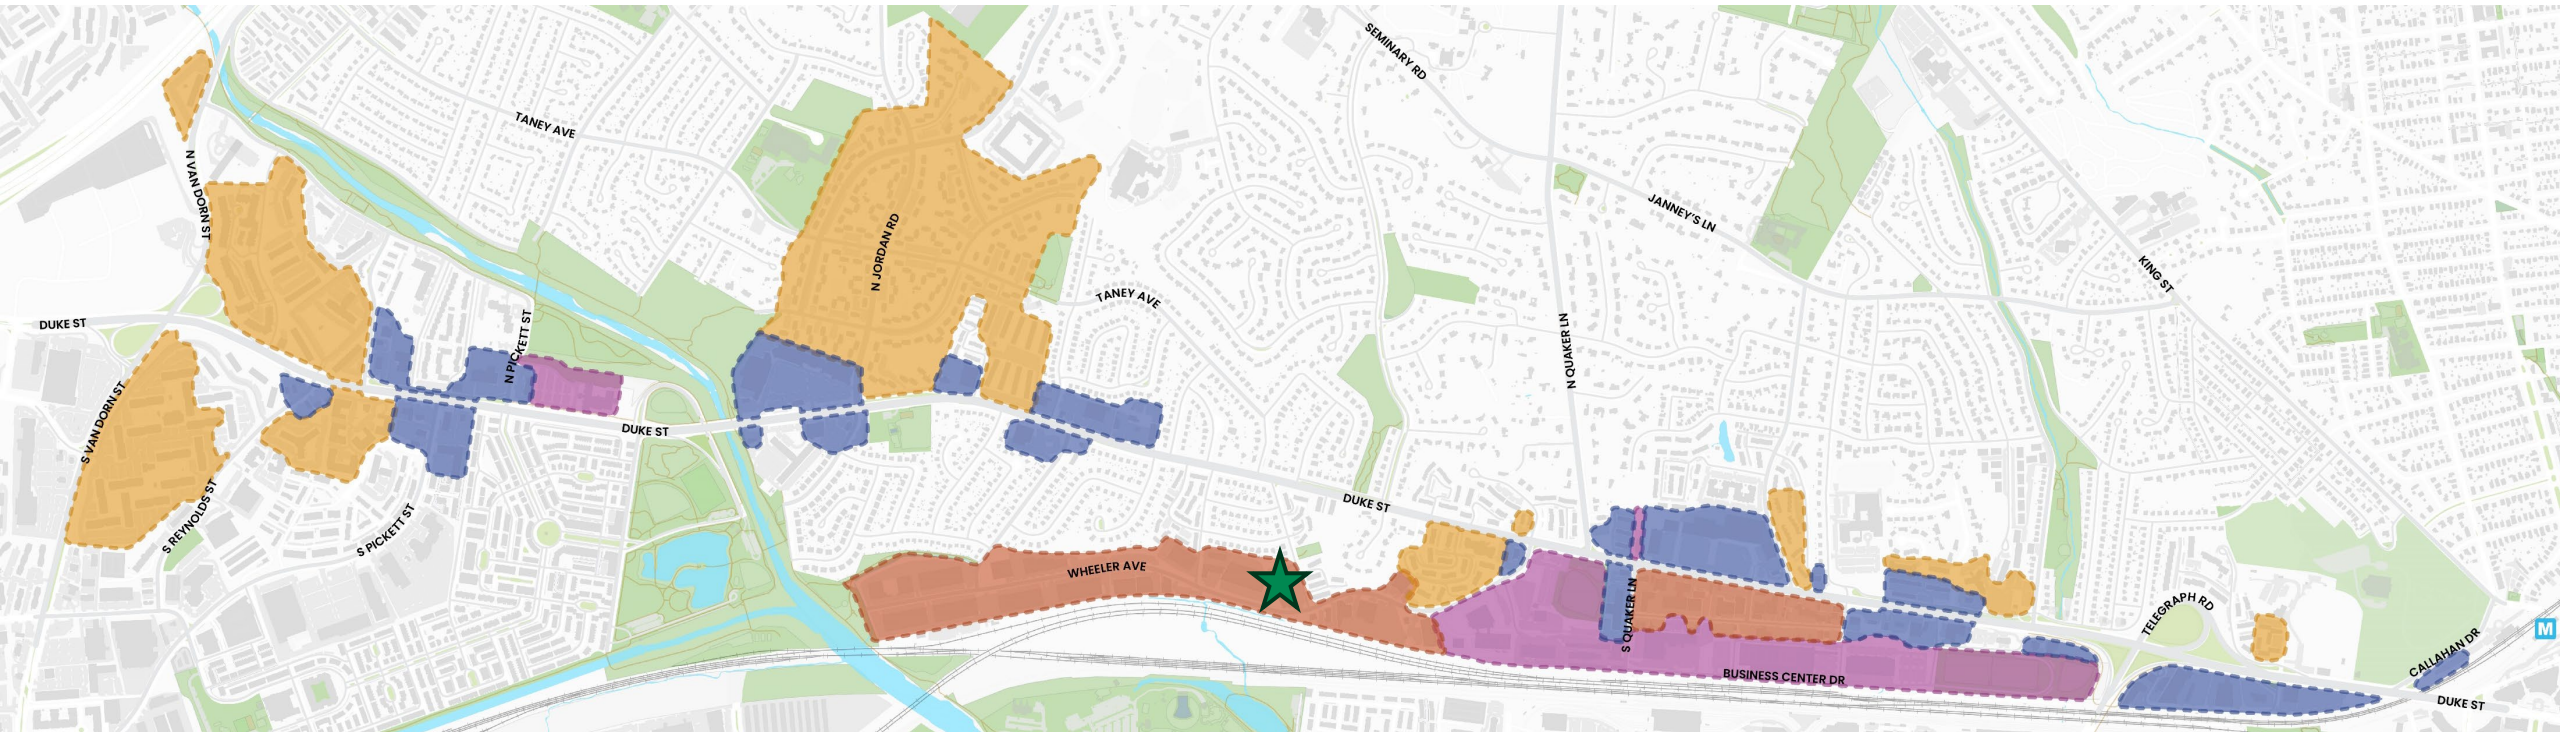 SEMINARY RD
TANEY AVE
N VAN DORN ST
JANNEY'S LN
N JORDAN RD
KING ST
TANEY AVE
DUKE ST
N PICKETT ST
N QUAKER LN
S VAN DORN ST
DUKE ST
DUKE ST
S REYNOLDS ST
S PICKETT ST
WHEELER AVE
S QUAKER LN
TELEGRAPH RD
M
CALLAHAN DR
BUSINESS CENTER DR
DUKE ST